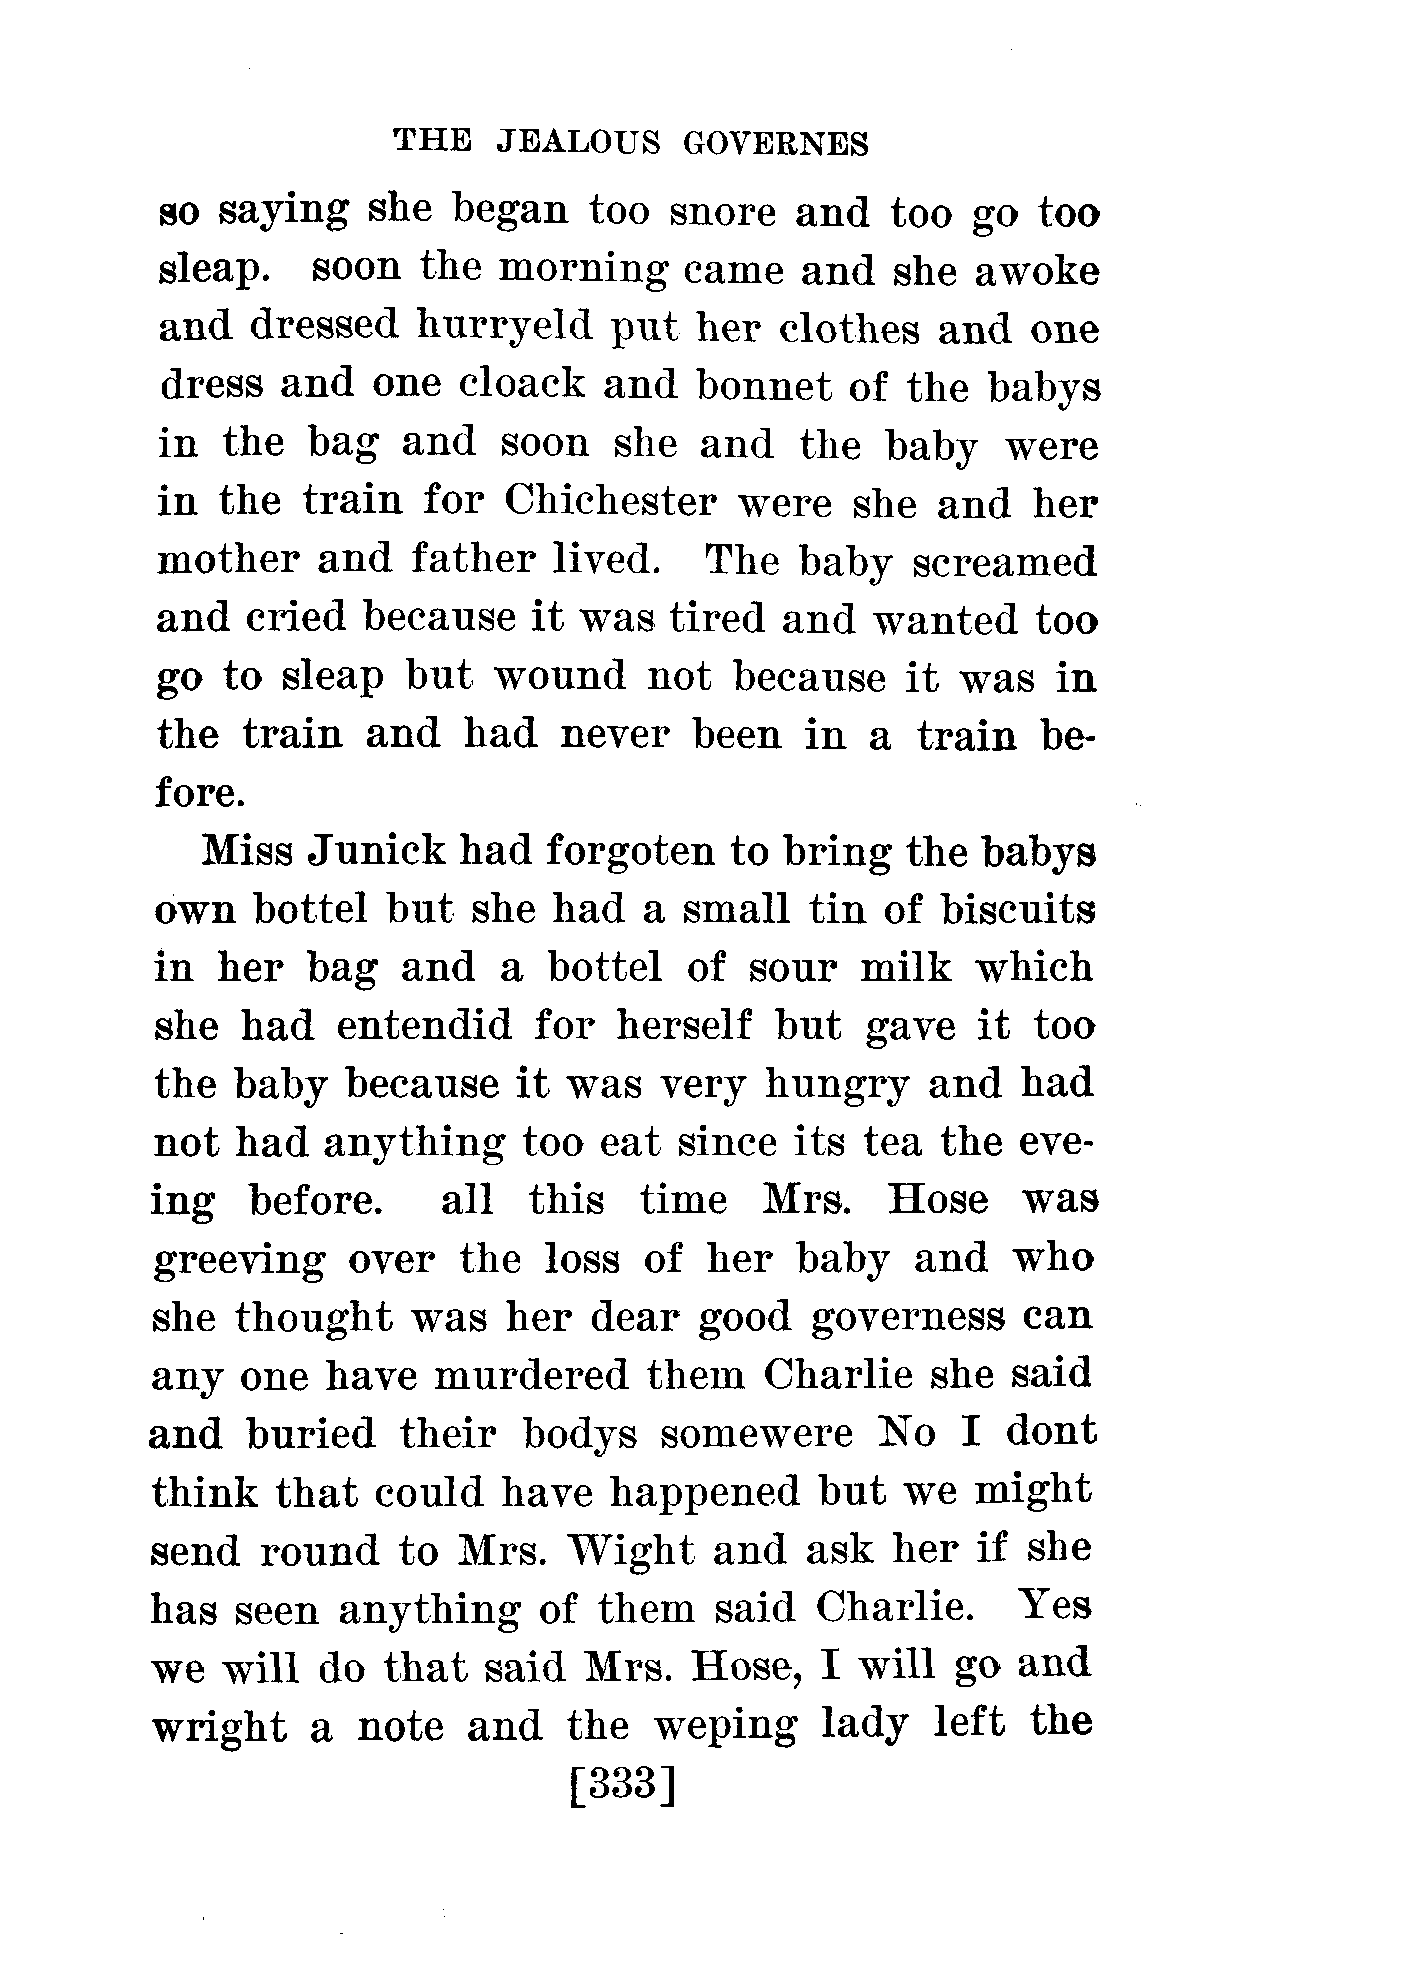 THE JEALOUS GOVERNES
so saying she began too snore and too go too
sleap. soon the morning came and she awoke
and dressed hurryeld put her clothes and one
dress and one cloack and bonnet of the babys
in the bag and soon she and the baby were
in the train for Chichester were she and her
mother and father lived. The baby screamed
and cried because it was tired and wanted too
go to sleap but wound not because it was in
the train and had never been in a train be-
fore.
Miss Junick had forgoten to bring the babys
own bottel but she had a small tin of biscuits
in her bag and a bottel of sour milk which
she had entendid for herself but gave it too
the baby because it was very hungry and had
not had anything too eat since its tea the eve-
ing before. all this time Mrs. Hose was
greeving over the loss of her baby and who
she thought was her dear good governess can
any one have murdered them Charlie she said
and buried their bodys somewere No I dont
think that could have happened but we might
send round to Mrs. Wight and ask her if she
has seen anything of them said Charlie. Yes
we will do that said Mrs. Hose, I will go and
wright a note and the weping lady left the
[333]